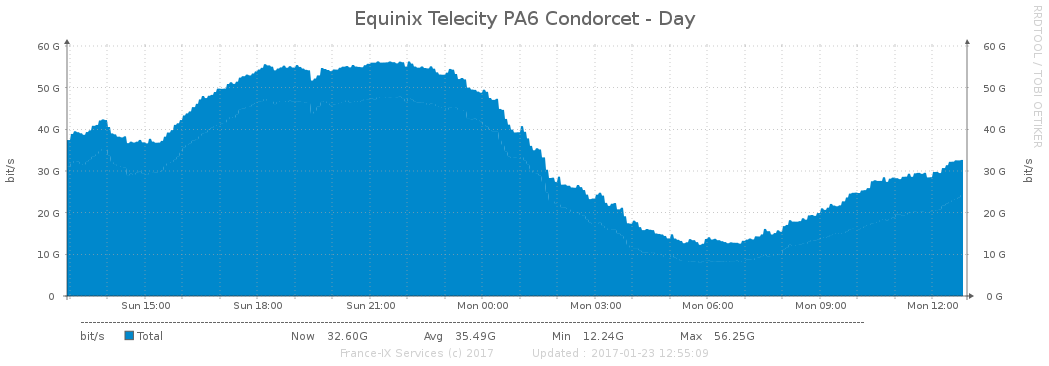 Equinix Telecity PA6 Condorcet - Day
RRDTOOL / TOBI OETIKER
60 G 60 G
50 G 50 G
40 G 40 G
30 G 30 G
20 G 20 G
10 G 10 G
0 0 G
bit/s bit/s
Sun 15:00 Sun 18:00 Sun 21:00 Mon 00:00 Mon 03:00 Mon 06:00 Mon 09:00 Mon 12:00
bit/s Total Now 32.60G Avg 35.49G Min 12.24G Max 56.25G
France-IX Services (c) 2017 Updated : 2017-01-23 12:55:09